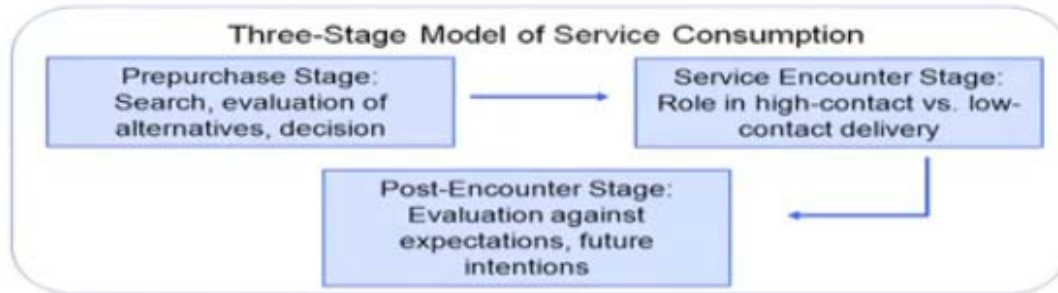 Three-Stage Model of Service Consumption
Prepurchase Stage:
Search, evaluation of
alternatives, decision
Service Encounter Stage:
Role in high-contact vs. low-
contact delivery
Post-Encounter Stage:
Evaluation against
expectations, future
intentions